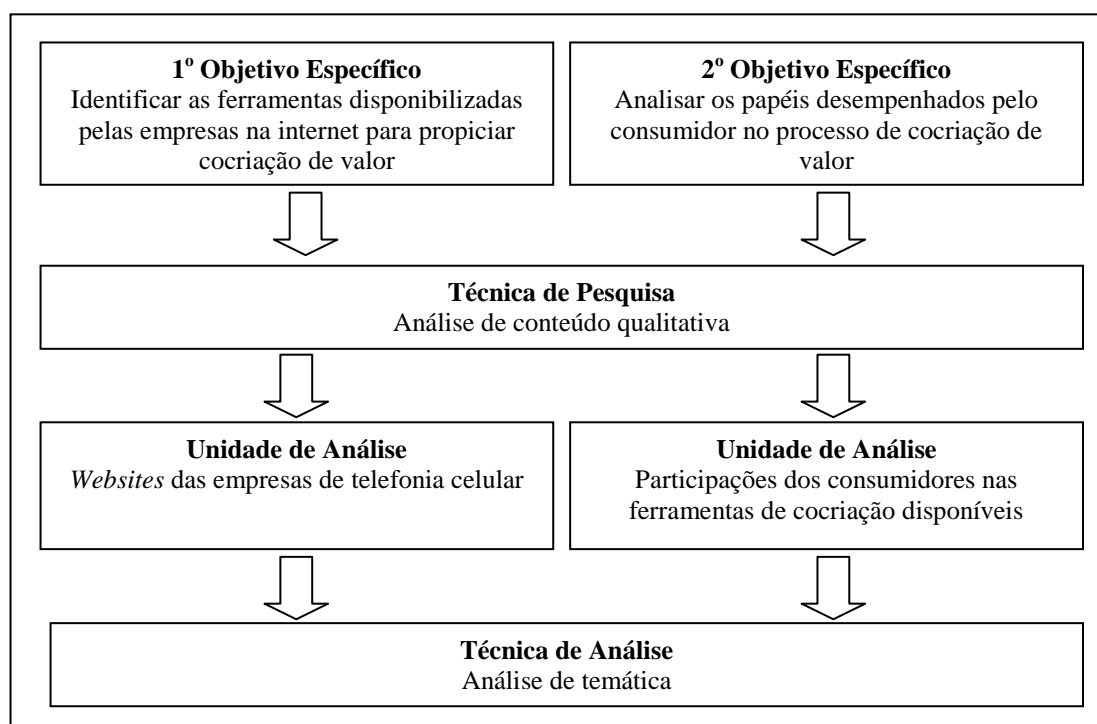 1º Objetivo Específico
Identificar as ferramentas disponibilizadas
pelas empresas na internet para propiciar
cocriação de valor
2º Objetivo Específico
Analisar os papéis desempenhados pelo
consumidor no processo de cocriação de
valor
Técnica de Pesquisa
Análise de conteúdo qualitativa
Unidade de Análise
Websites das empresas de telefonia celular
Unidade de Análise
Participações dos consumidores nas
ferramentas de cocriação disponíveis
Técnica de Análise
Análise de temática